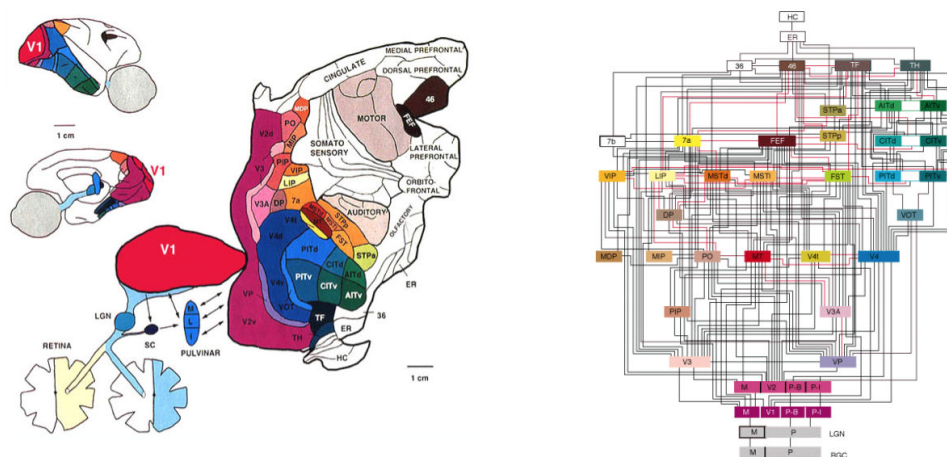 V1
1 cm
V1
V1
LGN
SC
M
L
I
PULVINAR
RETINA
CINGULATE
MEDIAL PREFRONTAL
DORSAL PREFRONTAL
46
FEF
MOTOR
SOMATO
SENSORY
LATERAL
PREFRONTAL
ORBITO-
FRONTAL
AUDITORY
OLFACTORY
MDP
PO
MIP
V2d
V3
PIP
VIP
LIP
V3A
DP
7a
V4t
V4d
STPp
FST
STPa
PITd
CITd
AITd
PITv
CITv
AITv
V4v
VP
VOT
V2v
TF
TH
ER
ER
36
HC
1 cm
HC
ER
36
46
TF
TH
STPa
AITd
AITv
7b
7a
FEF
STPp
CITd
CITv
VIP
LIP
MSTd
MSTl
FST
PITd
PITv
DP
VOT
MDP
MIP
PO
MT
V4t
V4
PIP
V3A
V3
VP
M V2 P-B P-I
M V1 P-B P-I
M P LGN
M P RGC